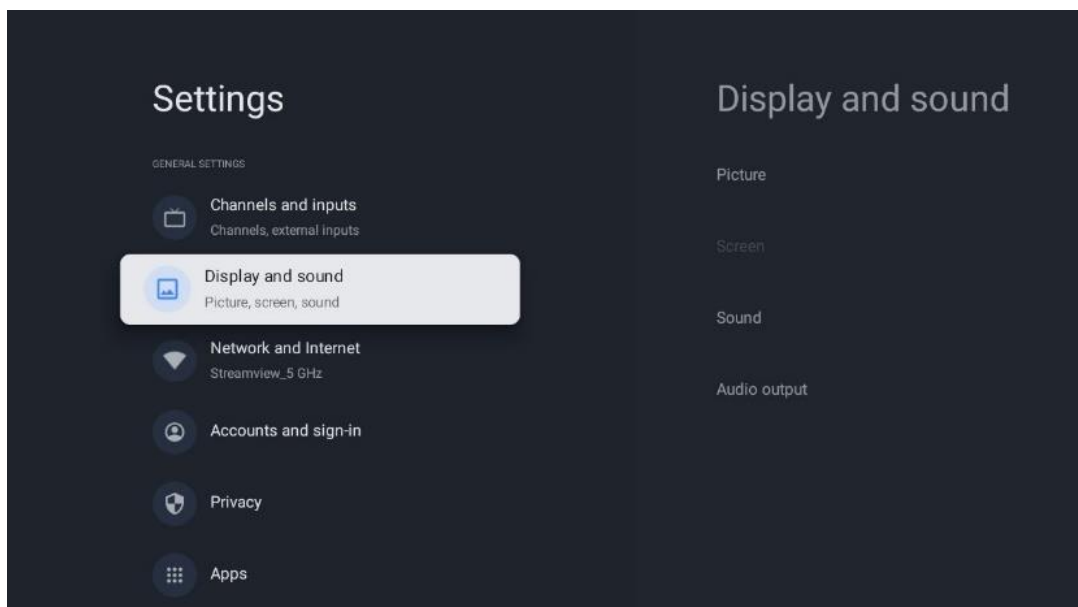 Settings
GENERAL SETTINGS
Channels and inputs
Channels, external inputs
Display and sound
Picture, screen, sound
Network and Internet
Streamview_5 GHz
Accounts and sign-in
Privacy
Apps
Display and sound
Picture
Screen
Sound
Audio output